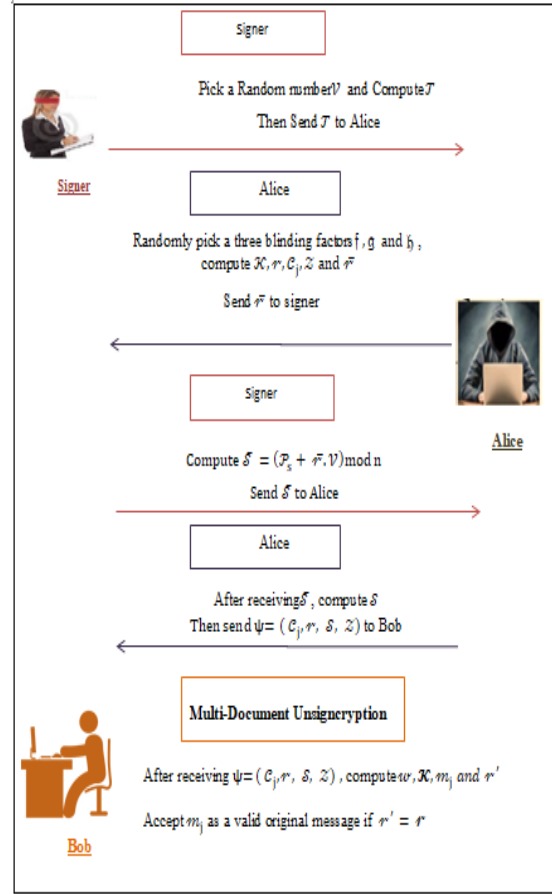 Signer
Pick a Random number𝒱 and Compute𝒯
Then Send 𝒯 to Alice
Signer
Alice
Randomly pick a three blinding factors 𝔣, 𝔤 and 𝔥,
compute 𝒦, 𝓇, 𝒞ⱼ, 𝒵 and 𝓇̄
Send 𝓇̄ to signer
Signer
Alice
Compute 𝒮̄ = (𝒫ₛ + 𝓇̄.𝒱)mod n
Send 𝒮̄ to Alice
Alice
After receiving𝒮̄, compute 𝒮
Then send ψ= ( 𝒞ⱼ, 𝓇, 𝒮, 𝒵) to Bob
Multi-Document Unsigncryption
After receiving ψ=( 𝒞ⱼ, 𝓇, 𝒮, 𝒵) , compute 𝓌, 𝓚, 𝓂ⱼ and 𝓇'
Accept 𝓂ⱼ as a valid original message if 𝓇' = 𝓇
Bob